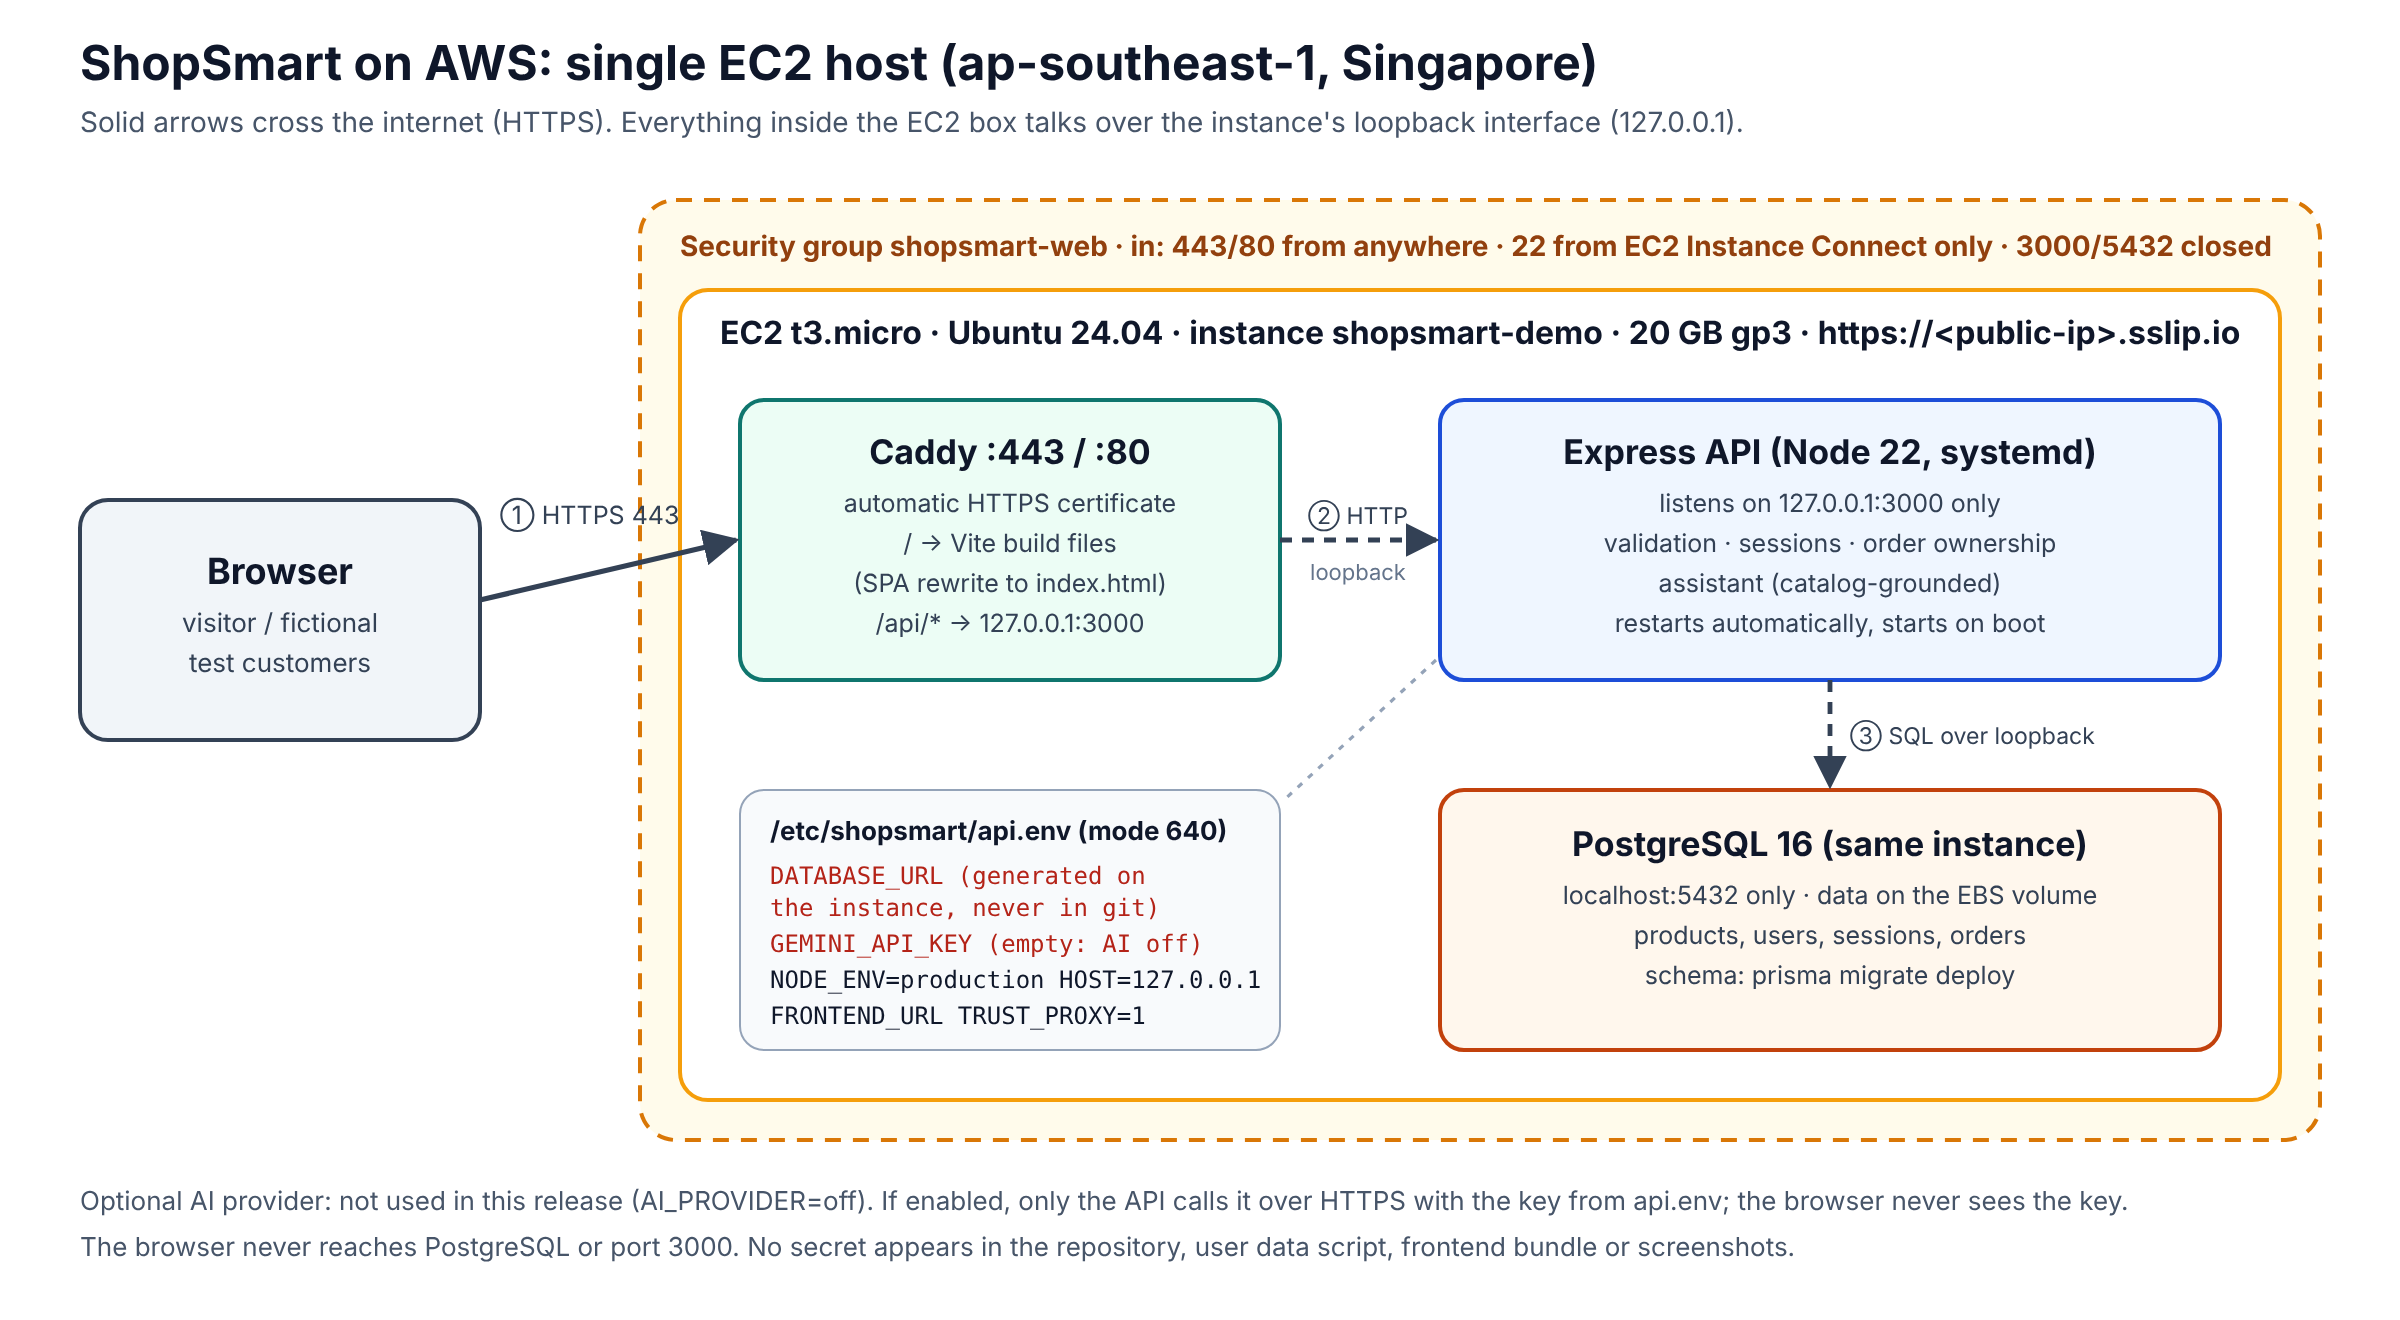 ShopSmart on AWS: single EC2 host (ap-southeast-1, Singapore)
Solid arrows cross the internet (HTTPS). Everything inside the EC2 box talks over the instance's loopback interface (127.0.0.1).
Security group shopsmart-web · in: 443/80 from anywhere · 22 from EC2 Instance Connect only · 3000/5432 closed
EC2 t3.micro · Ubuntu 24.04 · instance shopsmart-demo · 20 GB gp3 · https://<public-ip>.sslip.io
Browser
visitor / fictional
test customers
① HTTPS 443
Caddy :443 / :80
automatic HTTPS certificate
/ → Vite build files
(SPA rewrite to index.html)
/api/* → 127.0.0.1:3000
② HTTP
loopback
Express API (Node 22, systemd)
listens on 127.0.0.1:3000 only
validation · sessions · order ownership
assistant (catalog-grounded)
restarts automatically, starts on boot
③ SQL over loopback
/etc/shopsmart/api.env (mode 640)
DATABASE_URL (generated on
the instance, never in git)
GEMINI_API_KEY (empty: AI off)
NODE_ENV=production HOST=127.0.0.1
FRONTEND_URL TRUST_PROXY=1
PostgreSQL 16 (same instance)
localhost:5432 only · data on the EBS volume
products, users, sessions, orders
schema: prisma migrate deploy
Optional AI provider: not used in this release (AI_PROVIDER=off). If enabled, only the API calls it over HTTPS with the key from api.env; the browser never sees the key.
The browser never reaches PostgreSQL or port 3000. No secret appears in the repository, user data script, frontend bundle or screenshots.